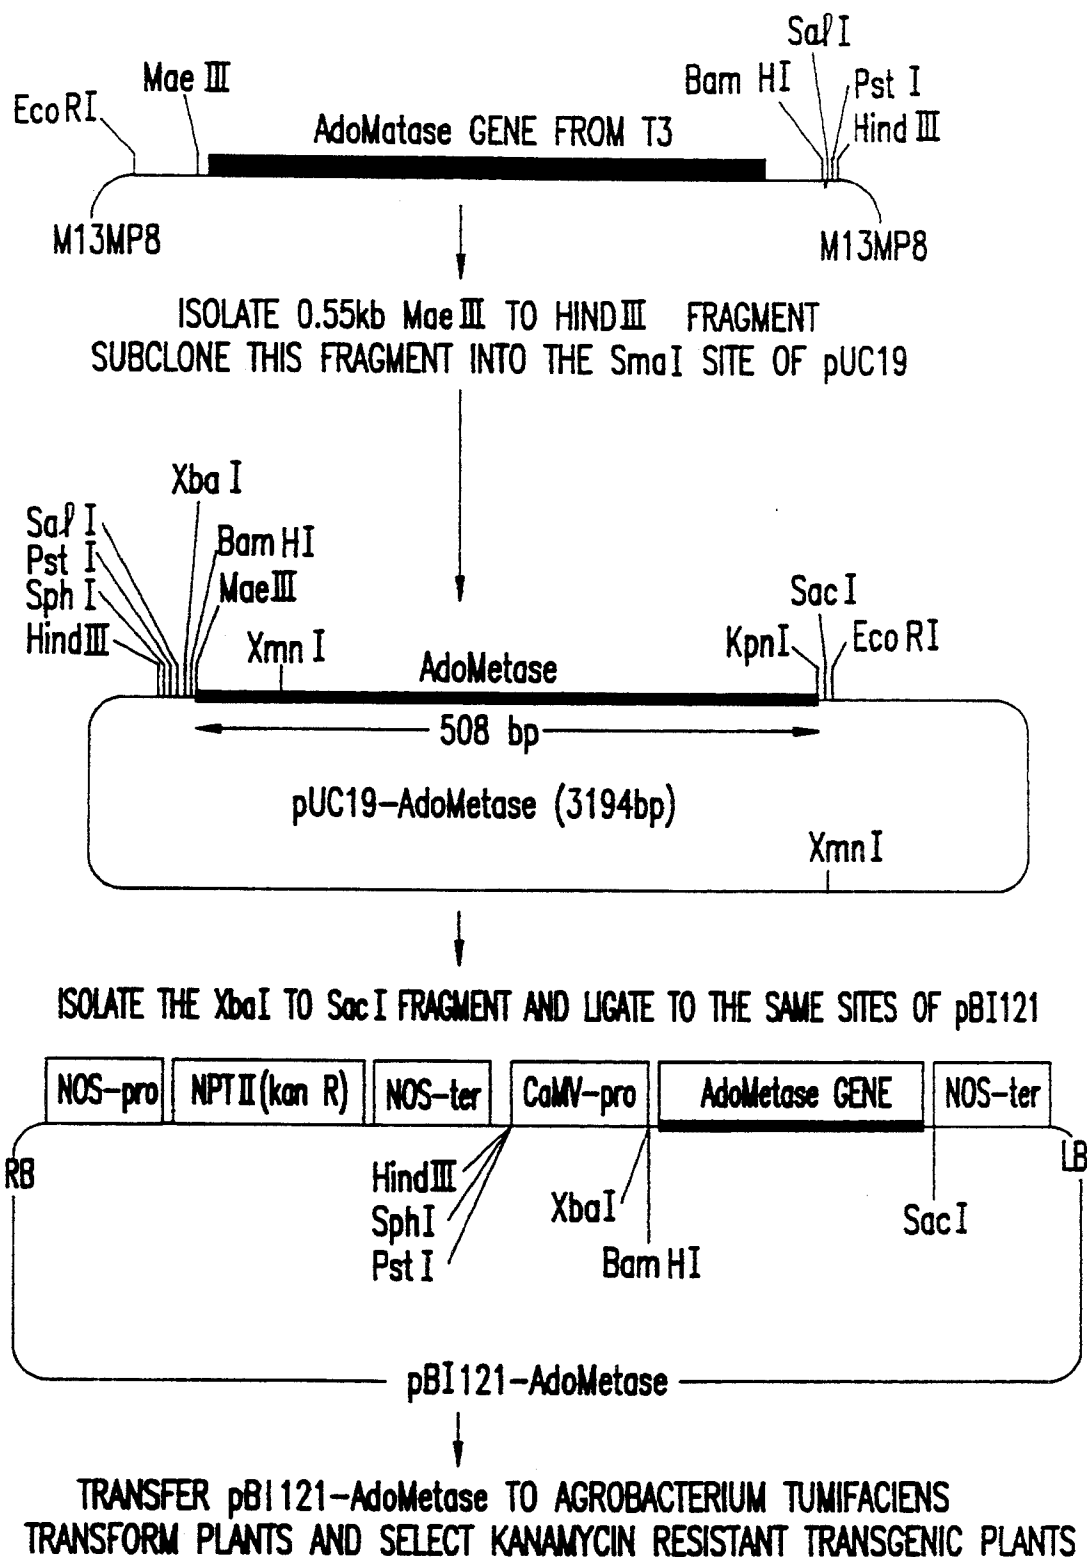 Sal I
Mae III
Bam HI
Pst I
Eco RI
Hind III
AdoMatase GENE FROM T3
M13MP8
M13MP8
ISOLATE 0.55kb Mae III TO HIND III FRAGMENT
SUBCLONE THIS FRAGMENT INTO THE SmaI SITE OF pUC19
Xba I
Sal I
Bam HI
Pst I
Sph I
Mae III
Sac I
Hind III
Xmn I
KpnI
Eco RI
AdoMetase
508 bp
pUC19-AdoMetase (3194bp)
Xmn I
ISOLATE THE XbaI TO Sac I FRAGMENT AND LIGATE TO THE SAME SITES OF pBI121
NOS-pro NPT II (kan R) NOS-ter CaMV-pro AdoMetase GENE NOS-ter
RB
LB
Hind III
SphI
Pst I
XbaI
Bam HI
Sac I
pBI121-AdoMetase
TRANSFER pBI121-AdoMetase TO AGROBACTERIUM TUMIFACIENS
TRANSFORM PLANTS AND SELECT KANAMYCIN RESISTANT TRANSGENIC PLANTS